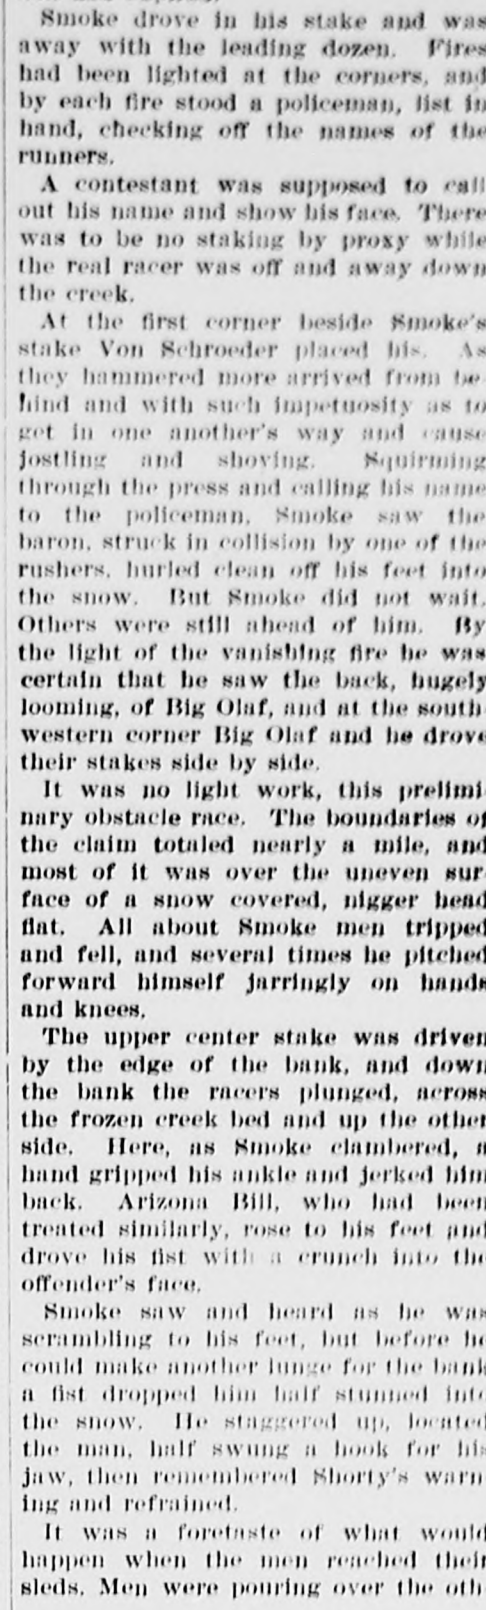 Smoke drove in his stake and was
away with the leading dozen. Fires
had been lighted at the corners, and
by each fire stood a policeman, list in
hand, checking off the names of the
runners.
A contestant was supposed to call
out his name and show his face. There
was to be no staking by proxy while
the real racer was off and away down
the creek.
At the first corner beside Smoke's
stake Von Schroeder placed his. As
they hammered more arrived from be
hind and with such impetuosity as to
get in one another's way and cause
jostling and shoving. Squirming
through the press and calling his name
to the policeman, Smoke saw the
baron, struck in collision by one of the
rushers, hurled clean off his feet into
the snow. But Smoke did not wait.
Others were still ahead of him. By
the light of the vanishing fire he was
certain that he saw the back, hugely
looming, of Big Olaf, and at the south
western corner Big Olaf and he drove
their stakes side by side.
It was no light work, this prelimi
nary obstacle race. The boundaries of
the claim totaled nearly a mile, and
most of it was over the uneven sur
face of a snow covered, nigger head
flat. All about Smoke men tripped
and fell, and several times he pitched
forward himself jarringly on hands
and knees.
The upper center stake was driven
by the edge of the bank, and down
the bank the racers plunged, across
the frozen creek bed and up the other
side. Here, as Smoke clambered, a
hand gripped his ankle and jerked him
back. Arizona Bill, who had been
treated similarly, rose to his feet and
drove his fist with a crunch into the
offender's face.
Smoke saw and heard as he was
scrambling to his feet, but before he
could make another lunge for the bank
a fist dropped him half stunned into
the snow. He staggered up, located
the man, half swung a hook for his
jaw, then remembered Shorty's warn
ing and refrained.
It was a foretaste of what would
happen when the men reached their
sleds. Men were pouring over the oth